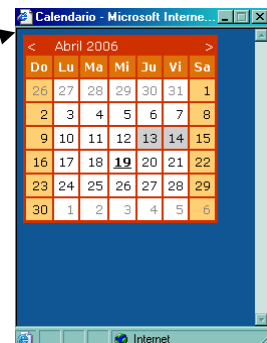 Calendario - Microsoft Interne...
< Abril 2006 >
Do Lu Ma Mi Ju Vi Sa
26 27 28 29 30 31 1
2 3 4 5 6 7 8
9 10 11 12 13 14 15
16 17 18 19 20 21 22
23 24 25 26 27 28 29
30 1 2 3 4 5 6
Internet